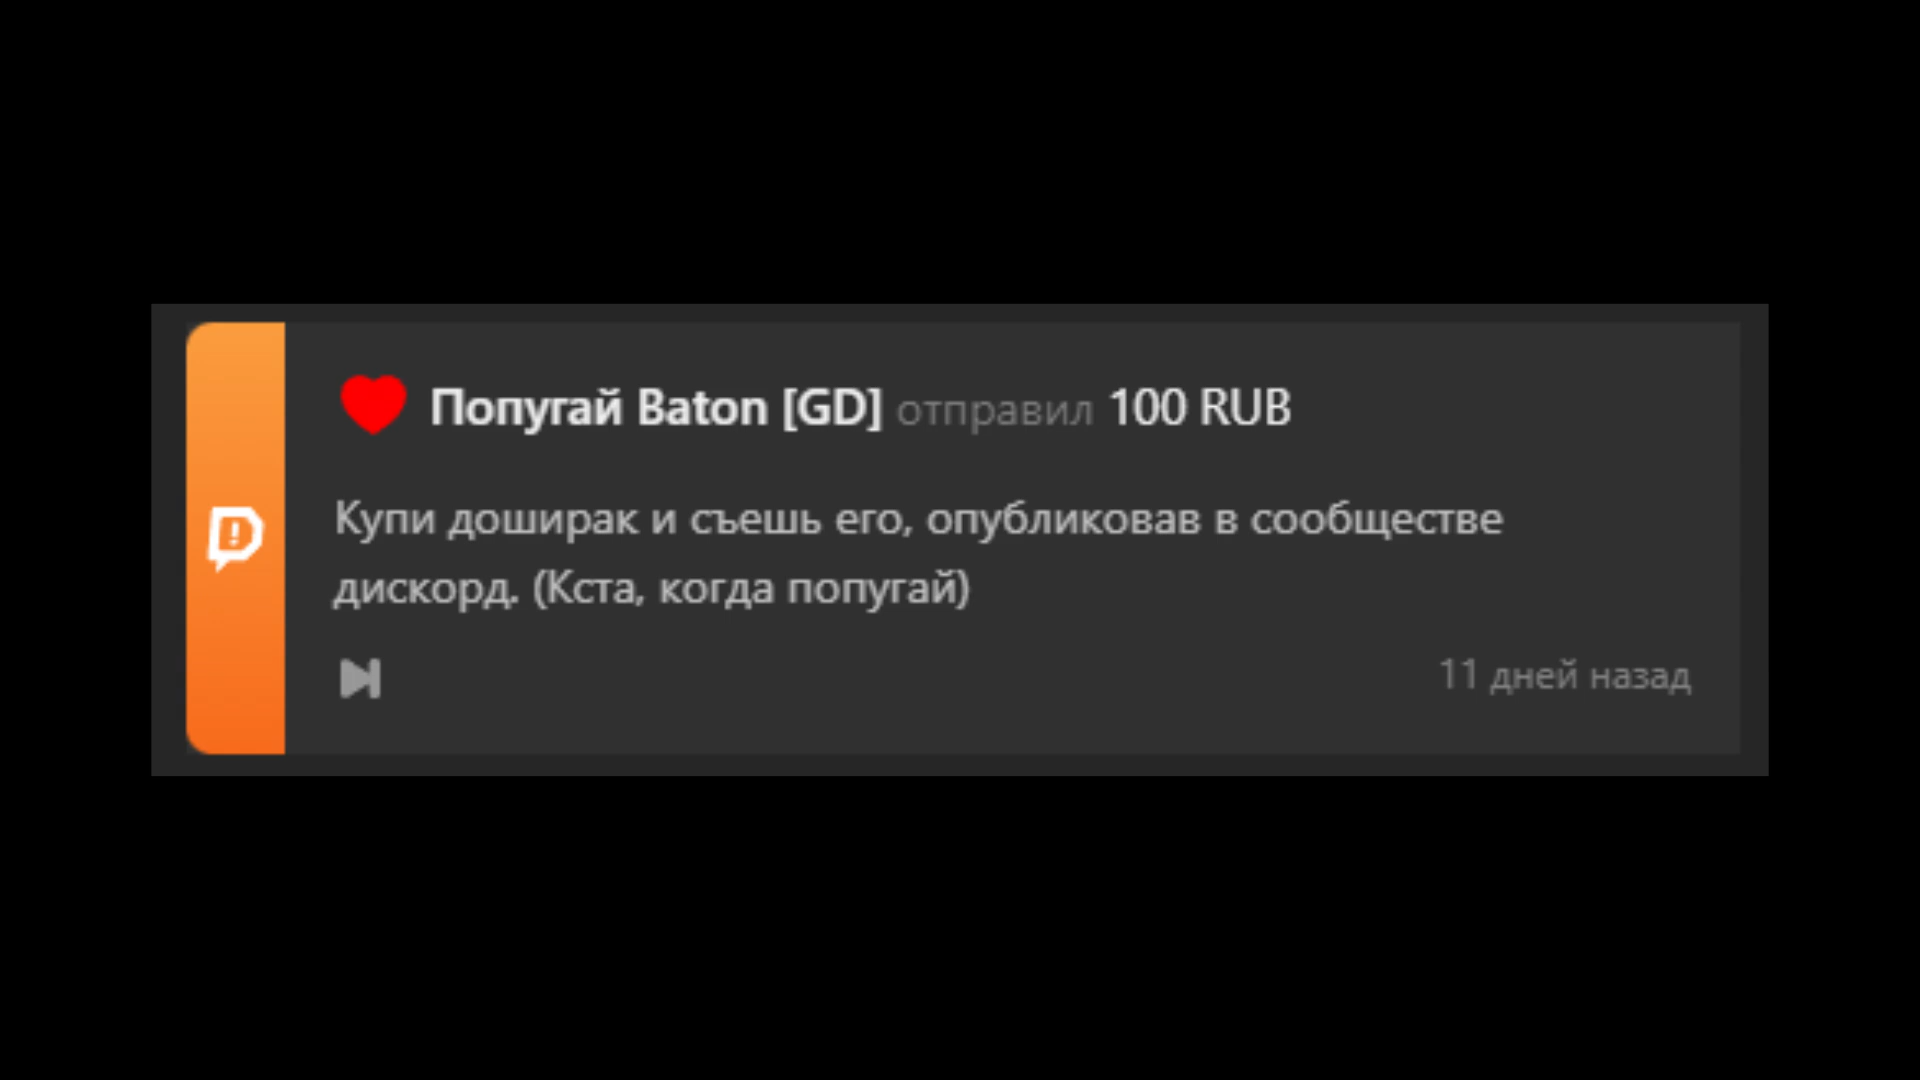 Попугай Baton [GD] отправил 100 RUB
Купи доширак и съешь его, опубликовав в сообществе
дискорд. (Кста, когда попугай)
11 дней назад